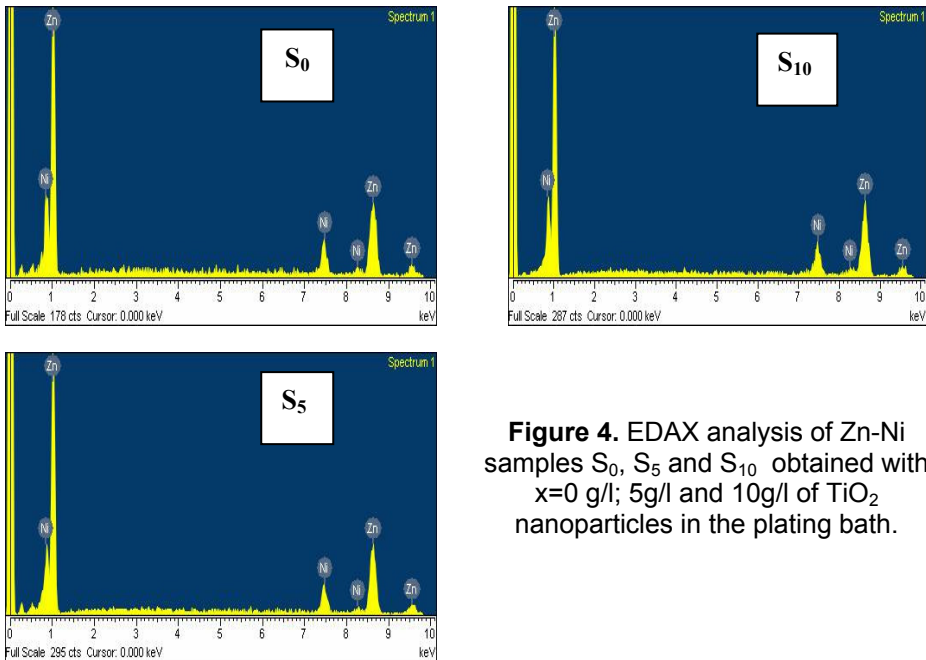 Spectrum 1
Zn
S₀
Ni
Zn
Ni
Ni
Zn
0 1 2 3 4 5 6 7 8 9 10
Full Scale 178 cts Cursor: 0.000 keV keV
Spectrum 1
Zn
S₁₀
Ni
Zn
Ni
Ni
Zn
0 1 2 3 4 5 6 7 8 9 10
Full Scale 287 cts Cursor: 0.000 keV keV
Spectrum 1
Zn
S₅
Ni
Zn
Ni
Ni
Zn
0 1 2 3 4 5 6 7 8 9 10
Full Scale 295 cts Cursor: 0.000 keV keV
Figure 4. EDAX analysis of Zn-Ni
samples S₀, S₅ and S₁₀ obtained with
x=0 g/l; 5g/l and 10g/l of TiO₂
nanoparticles in the plating bath.